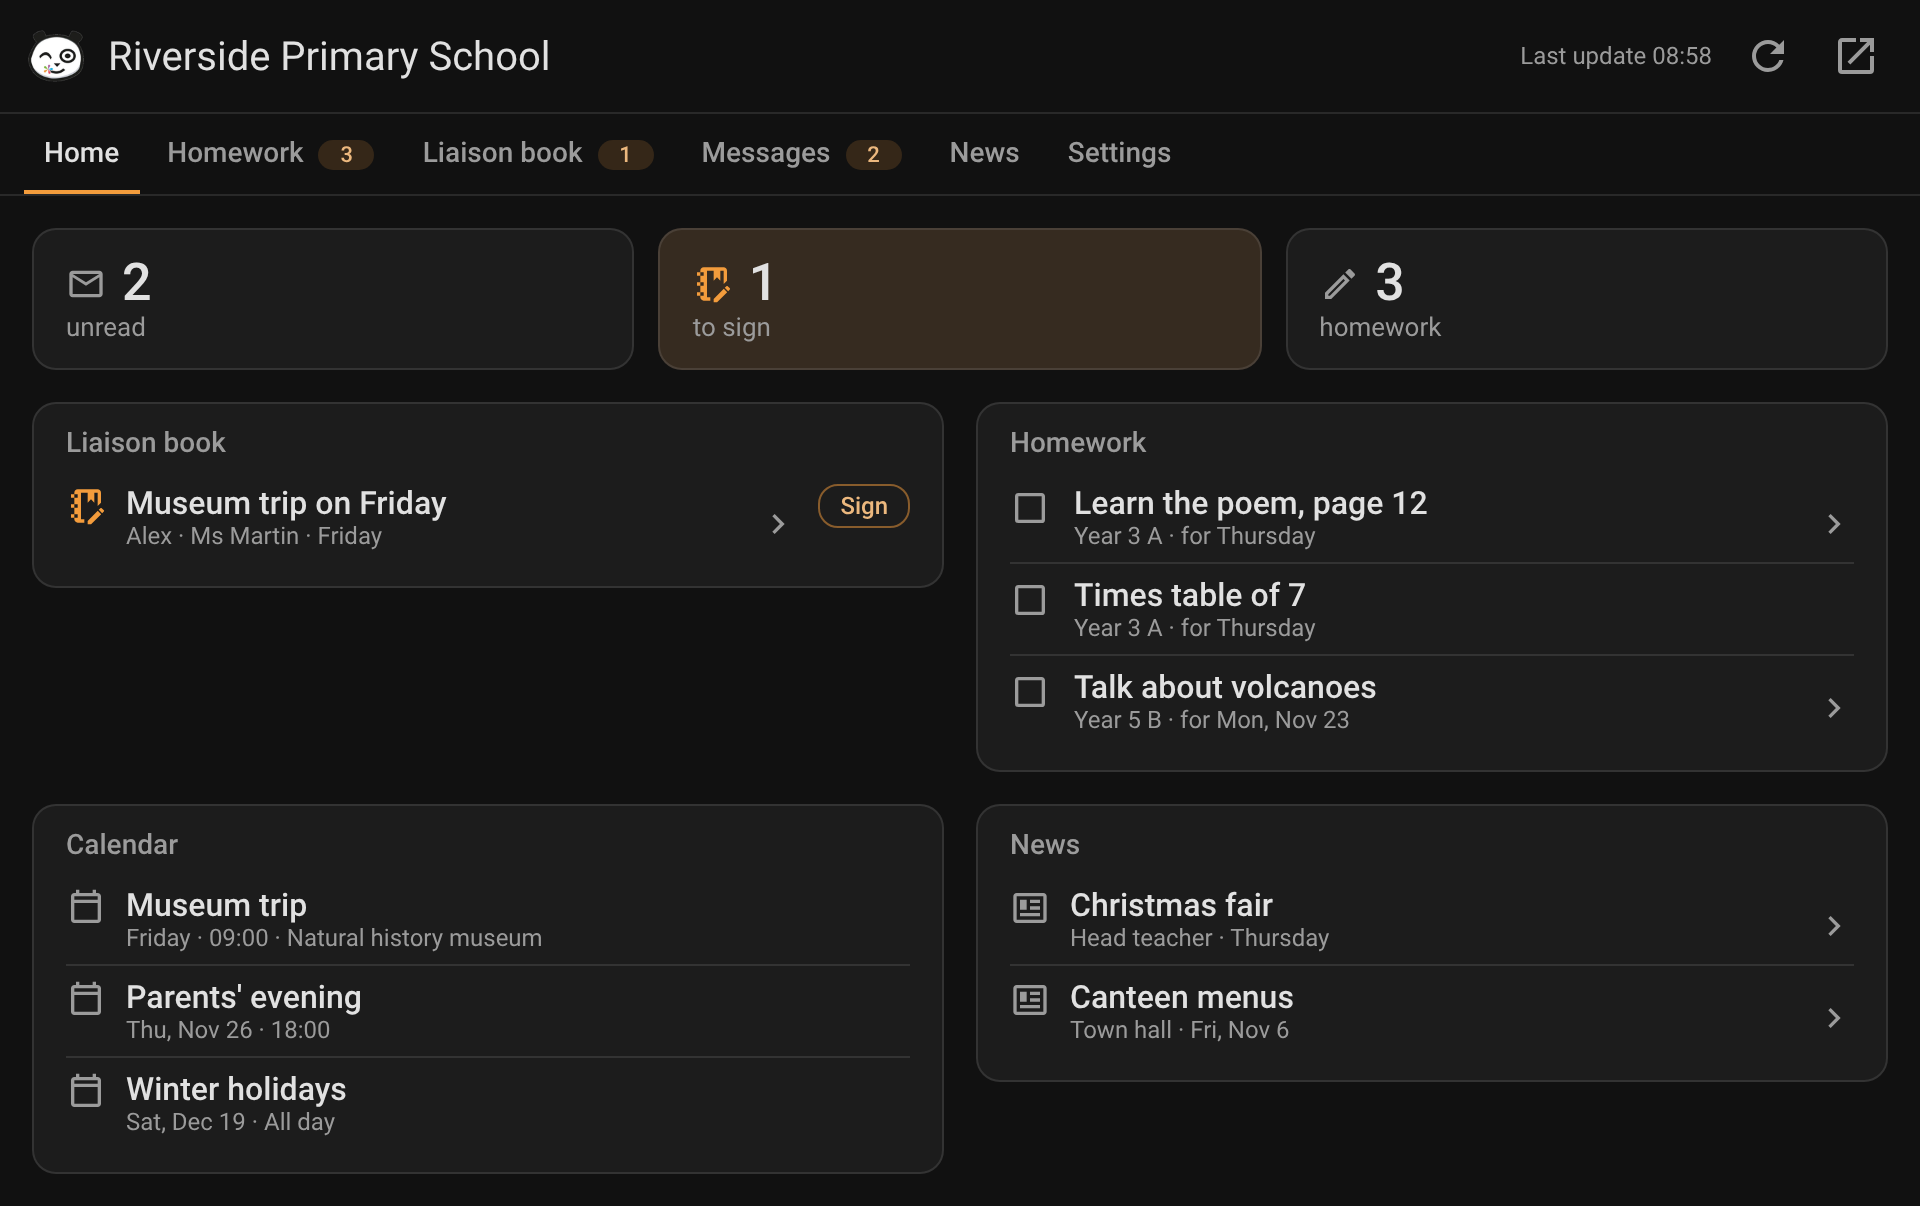 Riverside Primary School
Last update 08:58
Home
Homework 3
Liaison book 1
Messages 2
News
Settings
2
unread
1
to sign
3
homework
Liaison book
Museum trip on Friday
Alex · Ms Martin · Friday
Sign
Homework
Learn the poem, page 12
Year 3 A · for Thursday
Times table of 7
Year 3 A · for Thursday
Talk about volcanoes
Year 5 B · for Mon, Nov 23
Calendar
Museum trip
Friday · 09:00 · Natural history museum
Parents' evening
Thu, Nov 26 · 18:00
Winter holidays
Sat, Dec 19 · All day
News
Christmas fair
Head teacher · Thursday
Canteen menus
Town hall · Fri, Nov 6